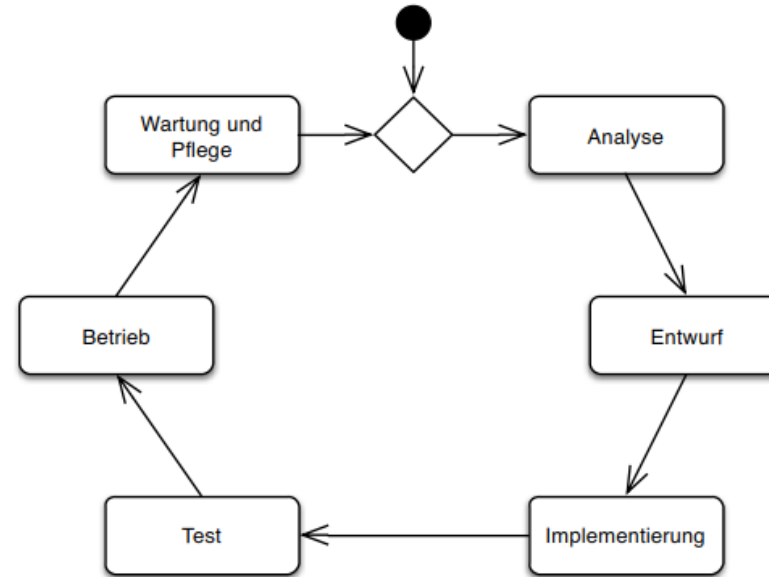 Wartung und
Pflege
Analyse
Betrieb
Entwurf
Test
Implementierung